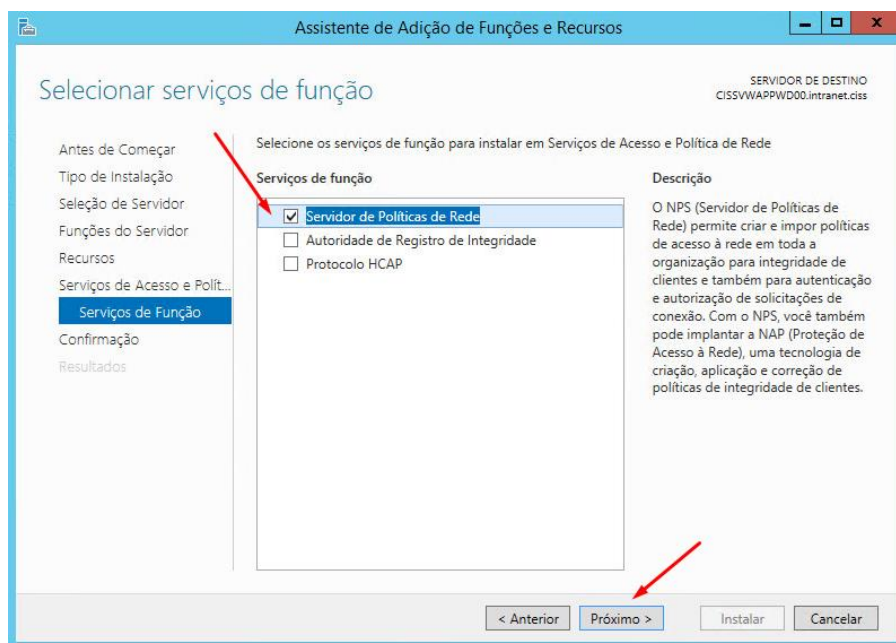 Assistente de Adição de Funções e Recursos
Selecionar serviços de função
SERVIDOR DE DESTINO
CISSVWAPPWD00.intranet.ciss
Antes de Começar
Tipo de Instalação
Seleção de Servidor
Funções do Servidor
Recursos
Serviços de Acesso e Polít...
Serviços de Função
Confirmação
Resultados
Selecione os serviços de função para instalar em Serviços de Acesso e Política de Rede
Serviços de função
Servidor de Políticas de Rede
Autoridade de Registro de Integridade
Protocolo HCAP
Descrição
O NPS (Servidor de Políticas de
Rede) permite criar e impor políticas
de acesso à rede em toda a
organização para integridade de
clientes e também para autenticação
e autorização de solicitações de
conexão. Com o NPS, você também
pode implantar a NAP (Proteção de
Acesso à Rede), uma tecnologia de
criação, aplicação e correção de
políticas de integridade de clientes.
< Anterior
Próximo >
Instalar
Cancelar